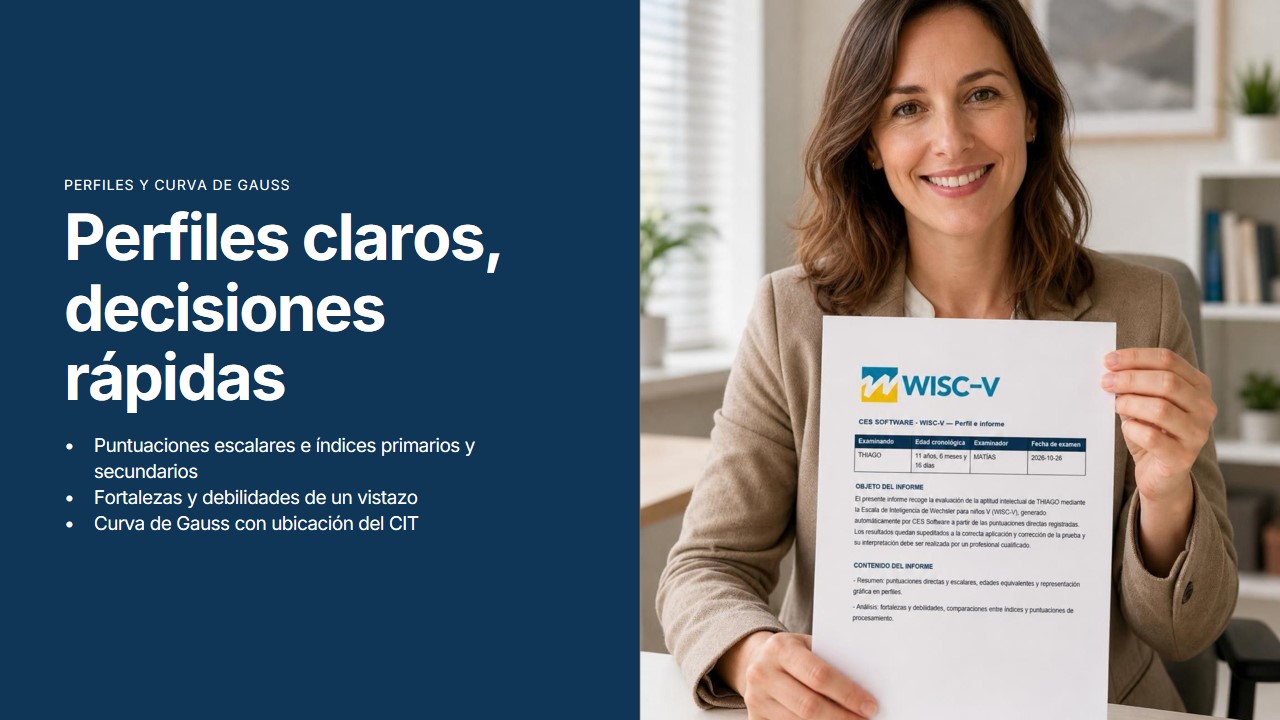 PERFILES Y CURVA DE GAUSS
Perfiles claros,
decisiones
rápidas
• Puntuaciones escalares e índices primarios y
secundarios
• Fortalezas y debilidades de un vistazo
• Curva de Gauss con ubicación del CIT
WISC-V
CES SOFTWARE - WISC-V — Perfil e informe
Examinando Edad cronológica Examinador Fecha de examen
THIAGO 11 años, 6 meses y MATÍAS 2026-10-26
16 días
OBJETO DEL INFORME
El presente informe recoge la evaluación de la aptitud intelectual de THIAGO mediante
la Escala de Inteligencia de Wechsler para niños V (WISC-V), generado
automáticamente por CES Software a partir de las puntuaciones directas registradas.
Los resultados quedan supeditados a la correcta aplicación y corrección de la prueba y
su interpretación debe ser realizada por un profesional cualificado.
CONTENIDO DEL INFORME
- Resumen: puntuaciones directas y escalares, edades equivalentes y representación
gráfica en perfiles.
- Análisis: fortalezas y debilidades, comparaciones entre índices y puntuaciones de
procesamiento.